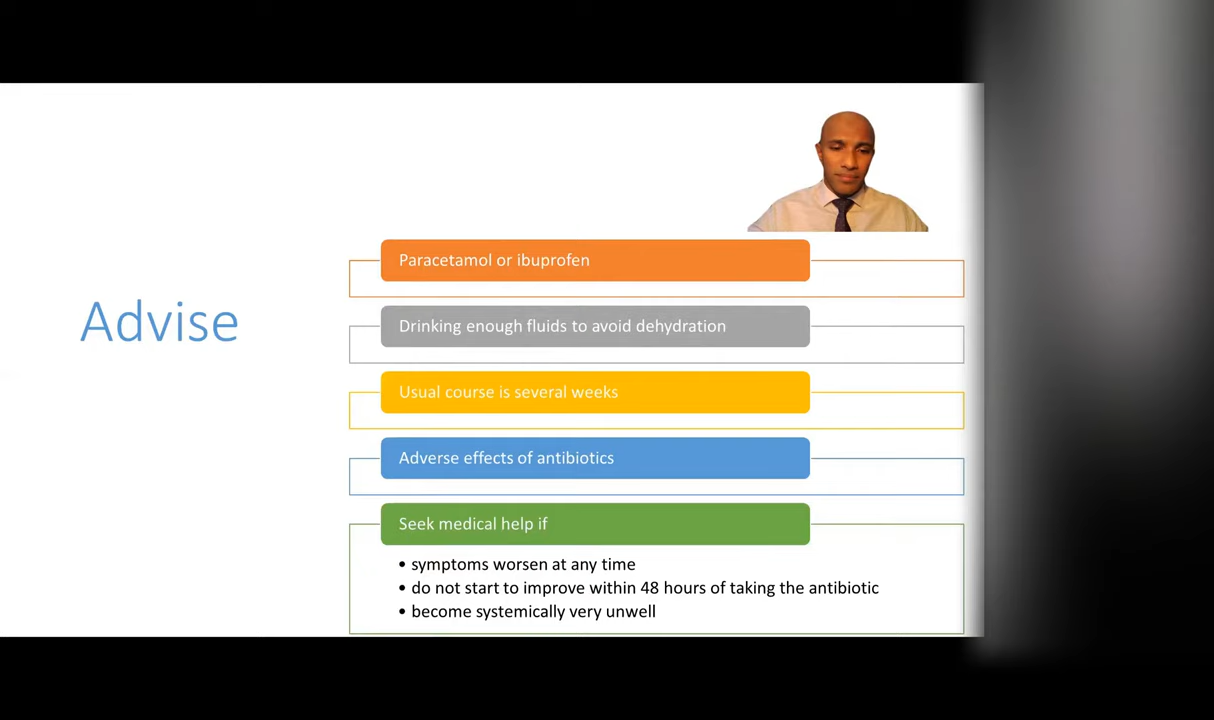 Advise
Paracetamol or ibuprofen
Drinking enough fluids to avoid dehydration
Usual course is several weeks
Adverse effects of antibiotics
Seek medical help if
• symptoms worsen at any time
• do not start to improve within 48 hours of taking the antibiotic
• become systemically very unwell